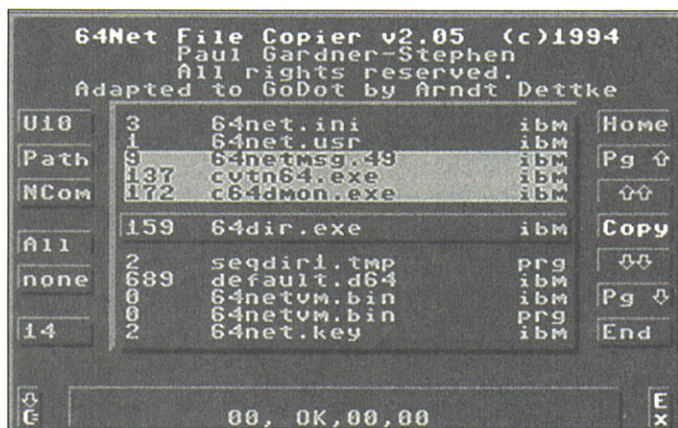 64Net File Copier v2.05 (c)1994
Paul Gardner-Stephen
All rights reserved.
Adapted to GoDot by Arndt Dettke
U10
Path
NCom
All
none
14
3 64net.ini ibm
1 64net.usr ibm
9 64netmsg.49 ibm
137 cvtn64.exe ibm
172 c64dmon.exe ibm
159 64dir.exe ibm
2 seqdir1.tmp prg
689 default.d64 ibm
0 64netvm.bin ibm
0 64netvm.bin prg
2 64net.key ibm
Home
Pg ⇧
⇧⇧
Copy
⇩⇩
Pg ⇩
End
00, OK,00,00
Ex